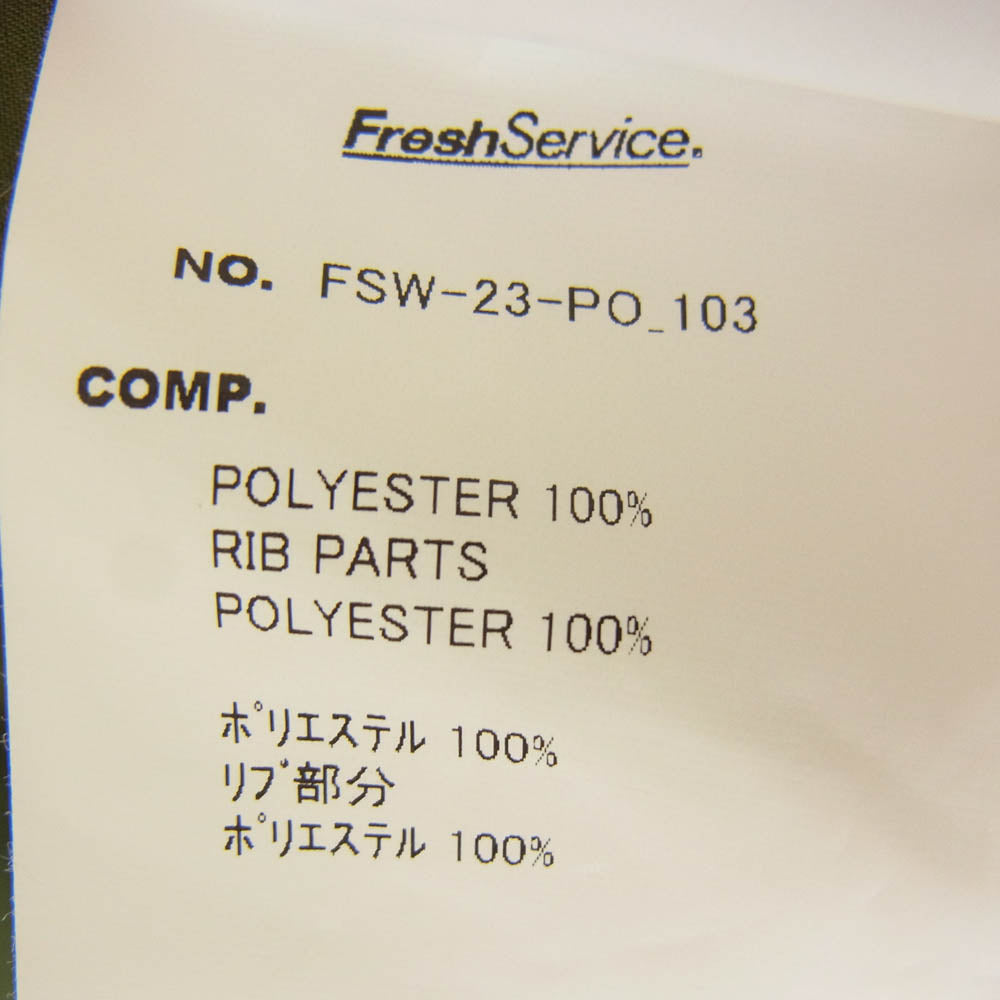 FreshService.
NO. FSW-23-PO_103
COMP.
POLYESTER 100%
RIB PARTS
POLYESTER 100%
ﾎﾟﾘｴｽﾃﾙ 100%
ﾘﾌﾞ部分
ﾎﾟﾘｴｽﾃﾙ 100%